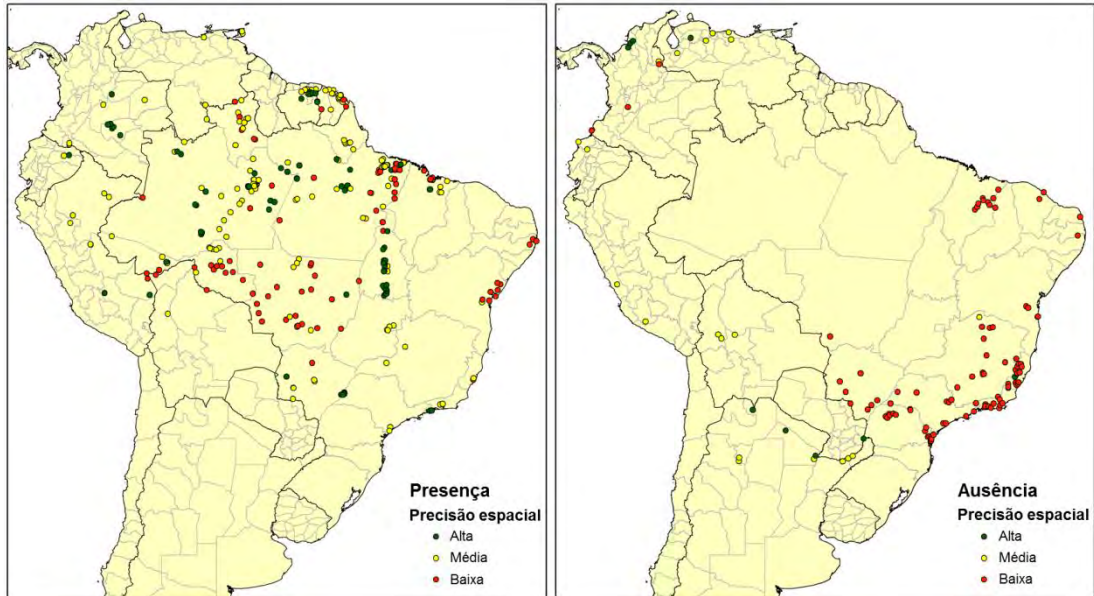 Presença
Precisão espacial
Alta
Média
Baixa
Ausência
Precisão espacial
Alta
Média
Baixa